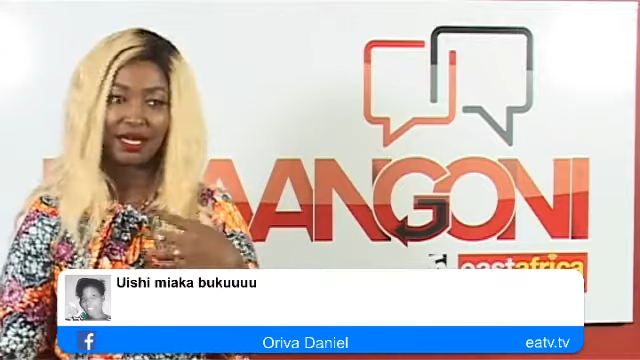 AANGONI
eastafrica
Uishi miaka bukuuuu
Oriva Daniel
eatv.tv